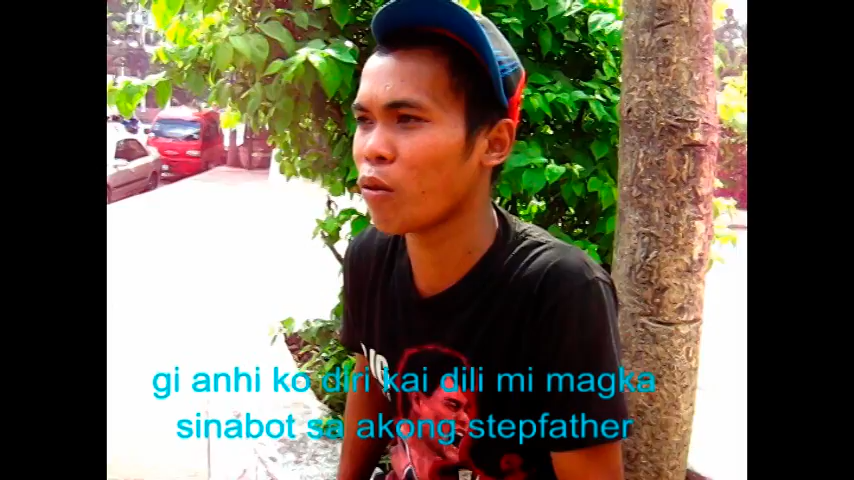 gi anhi ko diri kai dili mi magka
sinabot sa akong stepfather